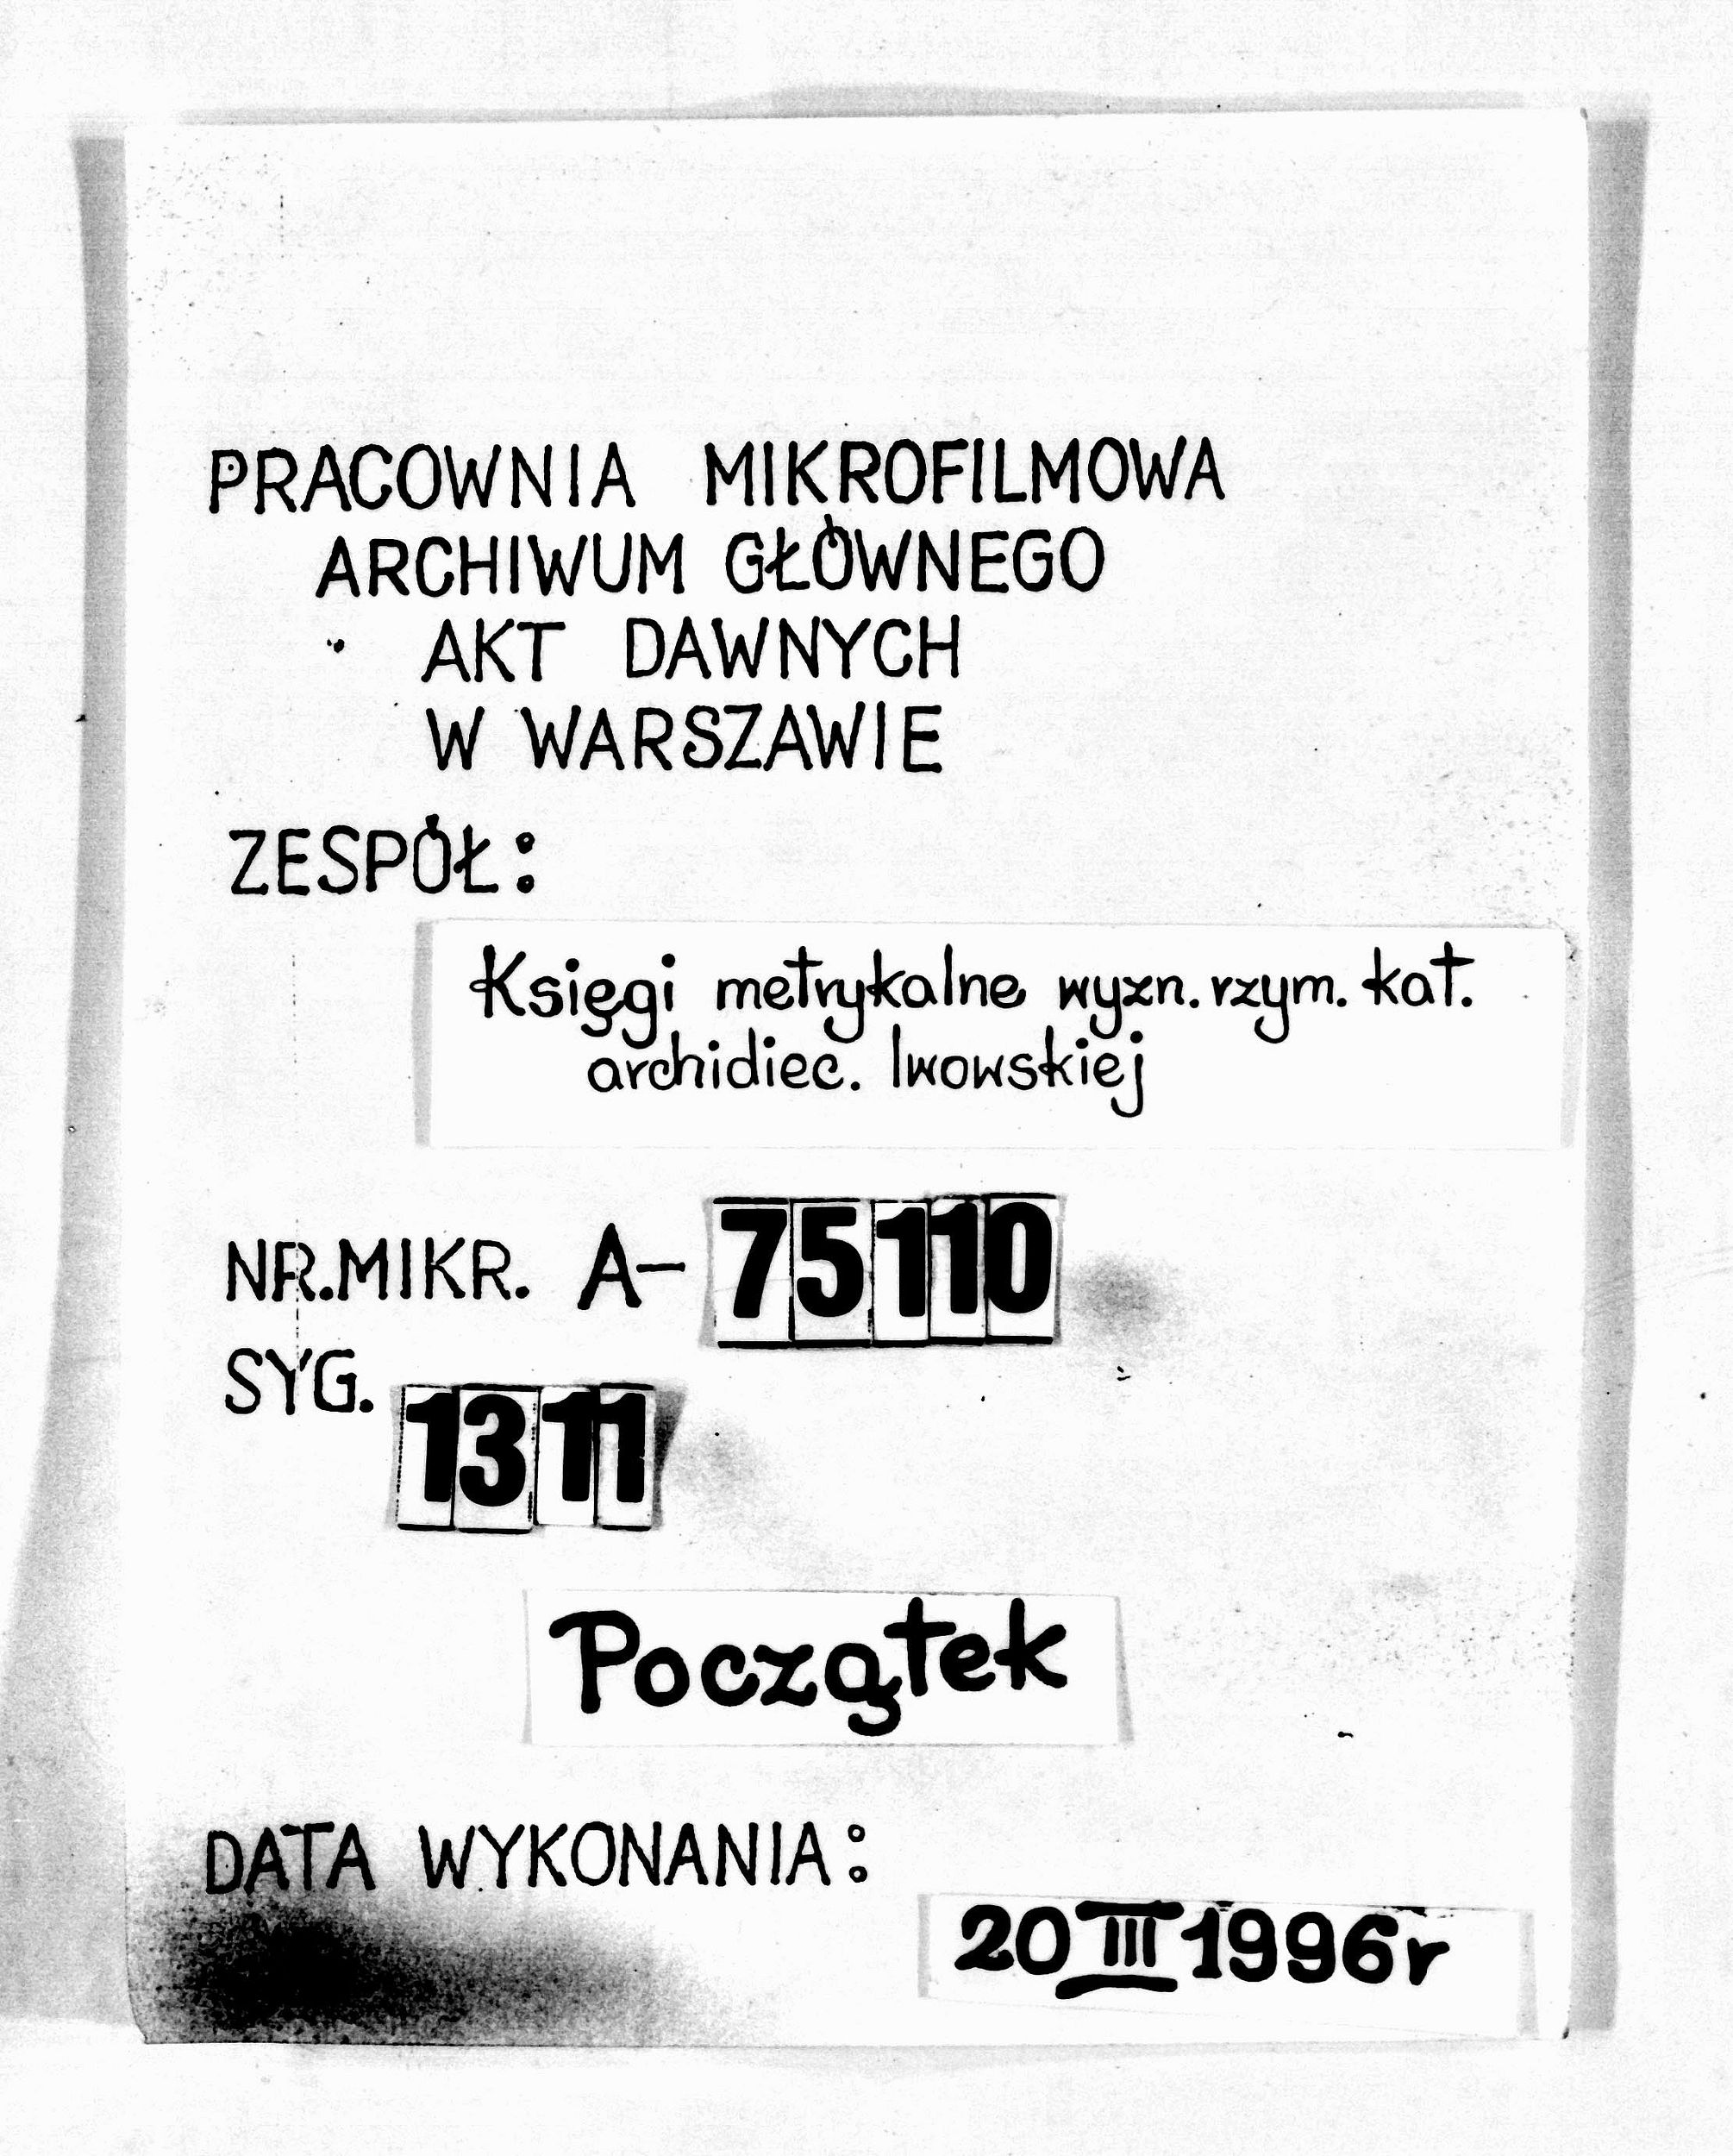 PRACOWNIA MIKROFILMOWA
ARCHIWUM GŁÓWNEGO
AKT DAWNYCH
W WARSZAWIE
ZESPÓŁ:
Księgi metrykalne wyzn. rzym. kat.
archidiec. lwowskiej
NR.MIKR. A- 75110
SYG. 1311
Początek
DATA WYKONANIA:
20 III 1996r